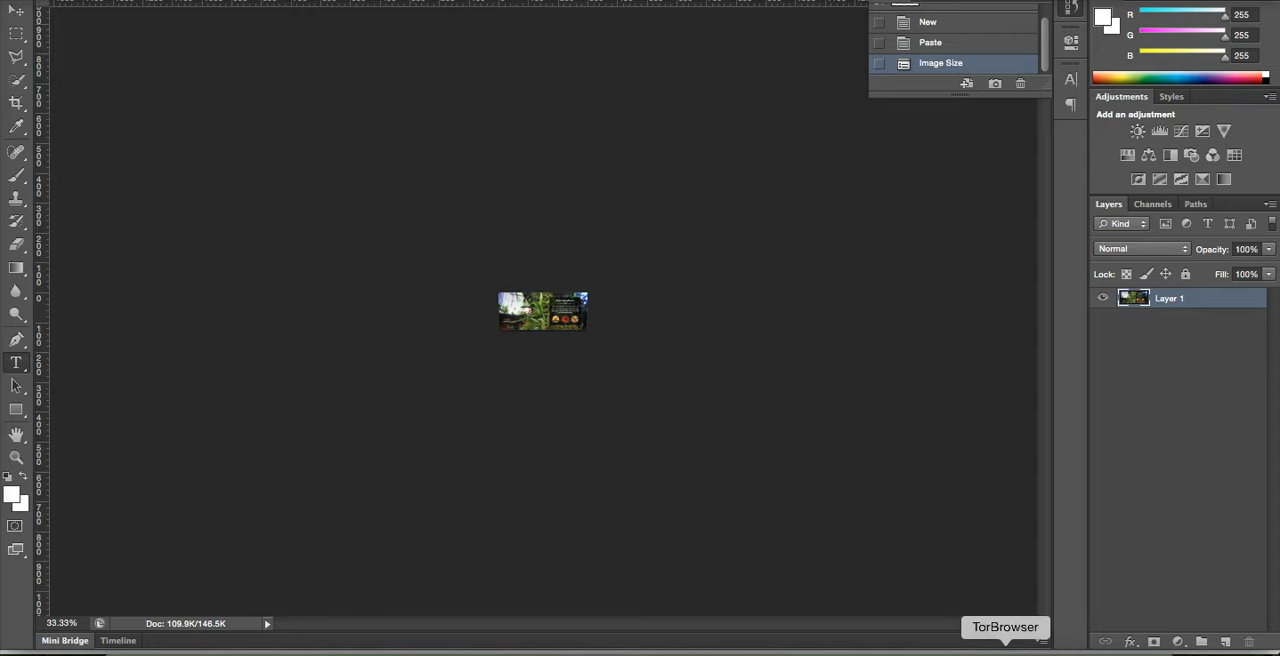 New
Paste
Image Size
R 255
G 255
B 255
Adjustments Styles
Add an adjustment
Layers Channels Paths
Kind
Normal Opacity: 100%
Lock: Fill: 100%
Layer 1
33.33% Doc: 109.9K/146.5K
Mini Bridge Timeline
TorBrowser